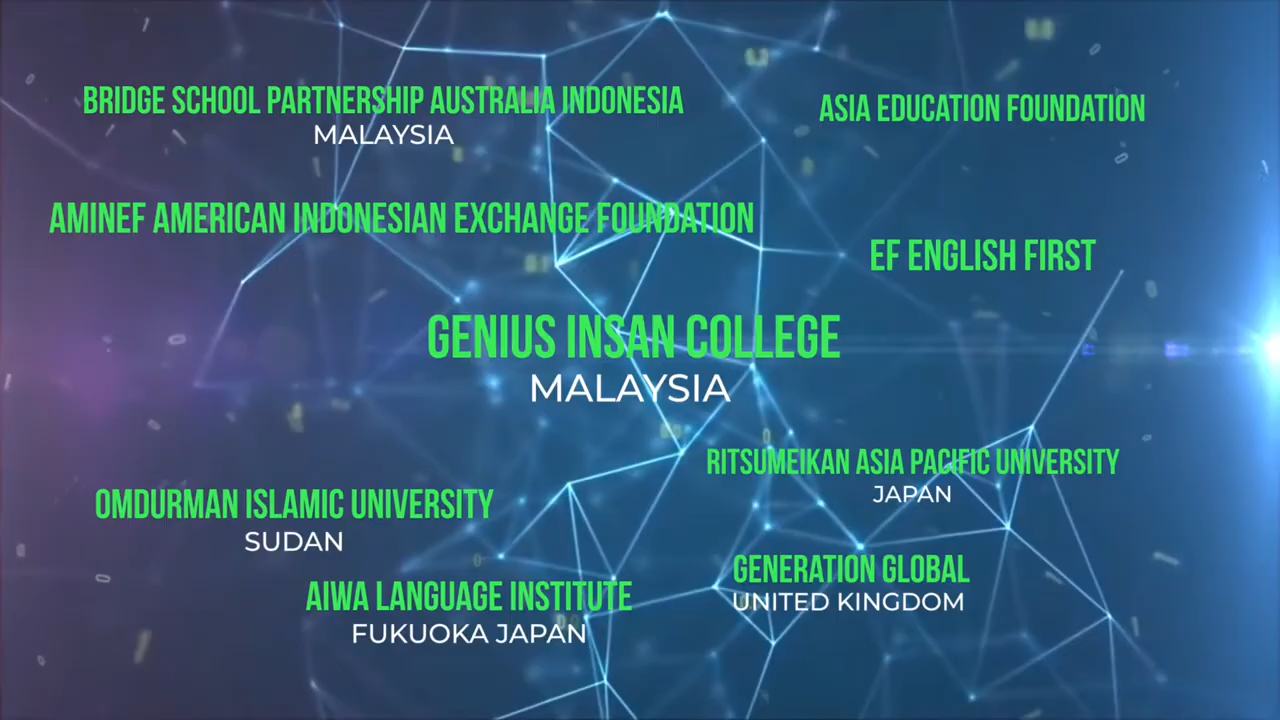 BRIDGE SCHOOL PARTNERSHIP AUSTRALIA INDONESIA
MALAYSIA
ASIA EDUCATION FOUNDATION
AMINEF AMERICAN INDONESIAN EXCHANGE FOUNDATION
EF ENGLISH FIRST
GENIUS INSAN COLLEGE
MALAYSIA
RITSUMEIKAN ASIA PACIFIC UNIVERSITY
JAPAN
OMDURMAN ISLAMIC UNIVERSITY
SUDAN
GENERATION GLOBAL
UNITED KINGDOM
AIWA LANGUAGE INSTITUTE
FUKUOKA JAPAN